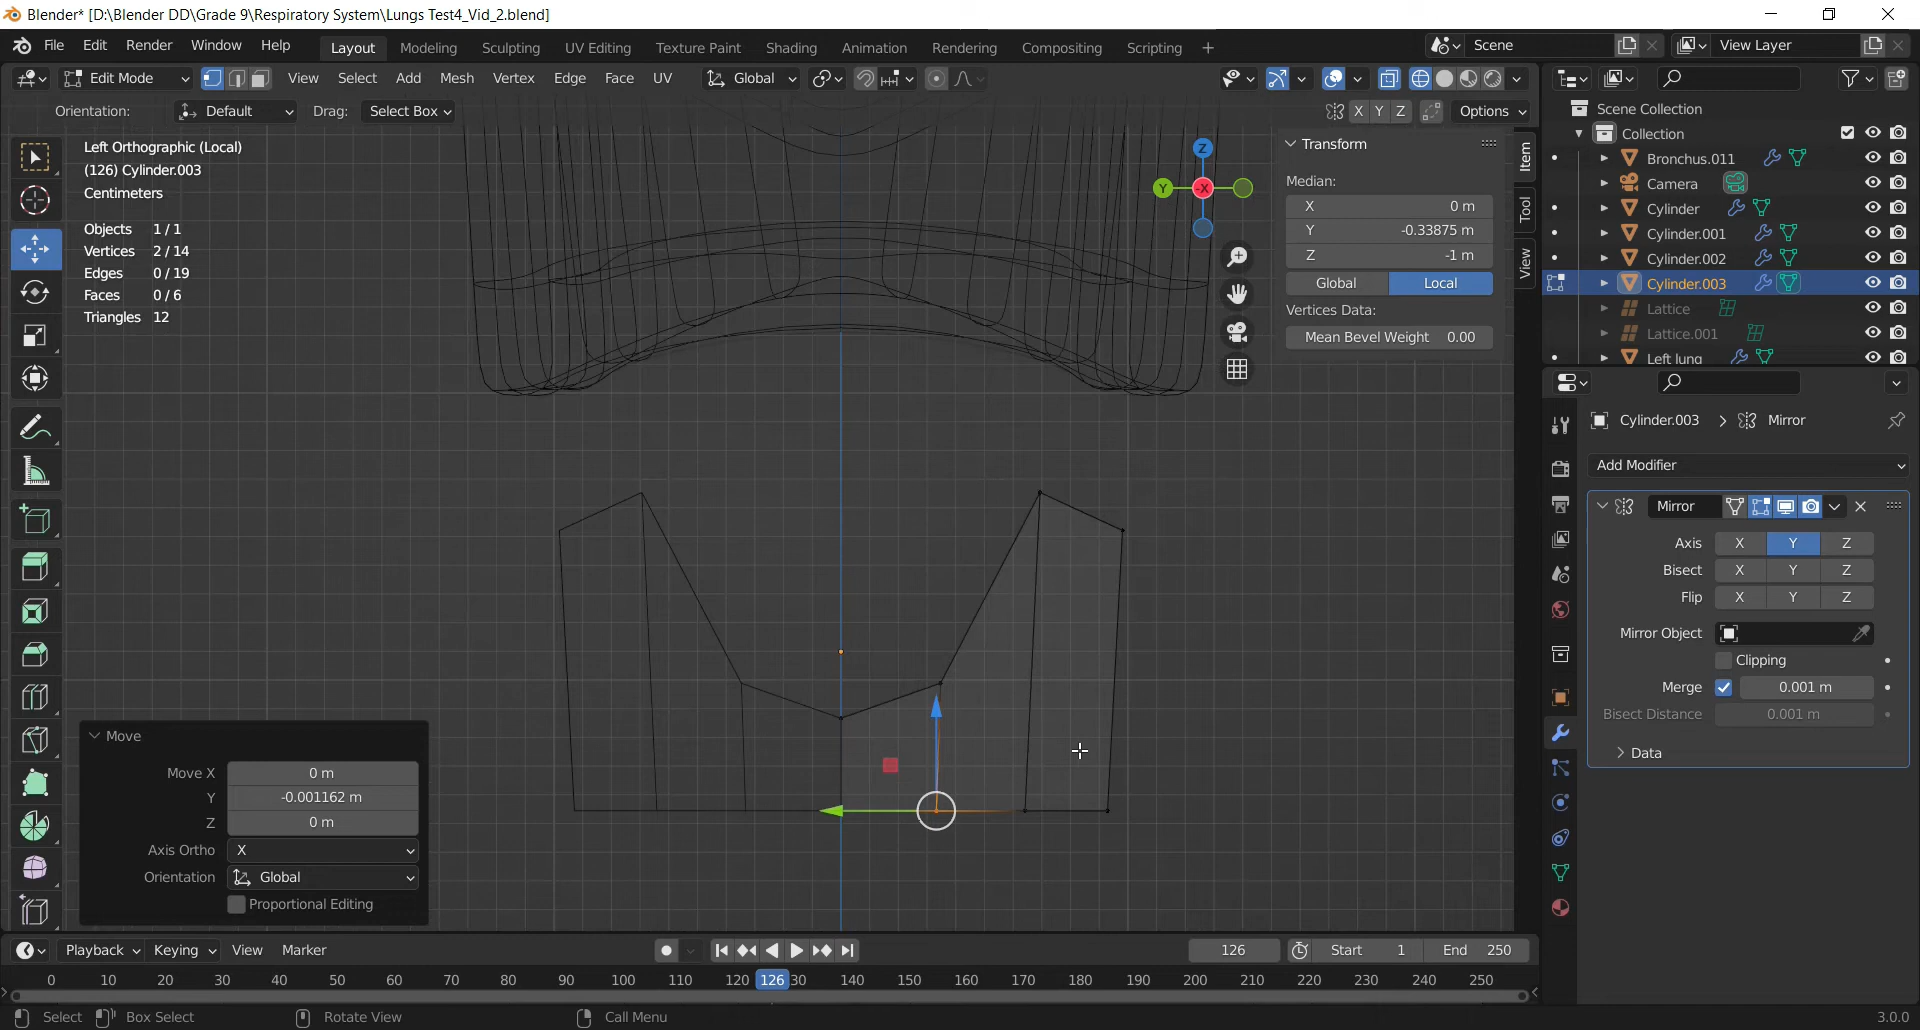 Blender* [D:\Blender DD\Grade 9\Respiratory System\Lungs Test4_Vid_2.blend]
File Edit Render Window Help Layout Modeling Sculpting UV Editing Texture Paint Shading Animation Rendering Compositing Scripting + Scene View Layer
Edit Mode View Select Add Mesh Vertex Edge Face UV Global
Orientation: Default Drag: Select Box X Y Z Options
Left Orthographic (Local)
(126) Cylinder.003
Centimeters
Objects 1/1
Vertices 2/14
Edges 0/19
Faces 0/6
Triangles 12
Z
Y
-X
Transform
Median:
X 0 m
Y -0.33875 m
Z -1 m
Global Local
Vertices Data:
Mean Bevel Weight 0.00
Item
Tool
View
Scene Collection
Collection
Bronchus.011
Camera
Cylinder
Cylinder.001
Cylinder.002
Cylinder.003
Lattice
Lattice.001
Left lung
Cylinder.003 > Mirror
Add Modifier
Mirror
Axis X Y Z
Bisect X Y Z
Flip X Y Z
Mirror Object
Clipping
Merge 0.001 m
Bisect Distance 0.001 m
Data
Move
Move X 0 m
Y -0.001162 m
Z 0 m
Axis Ortho X
Orientation Global
Proportional Editing
Playback Keying View Marker 126 Start 1 End 250
0 10 20 30 40 50 60 70 80 90 100 110 120 126 30 140 150 160 170 180 190 200 210 220 230 240 250
Select Box Select Rotate View Call Menu 3.0.0